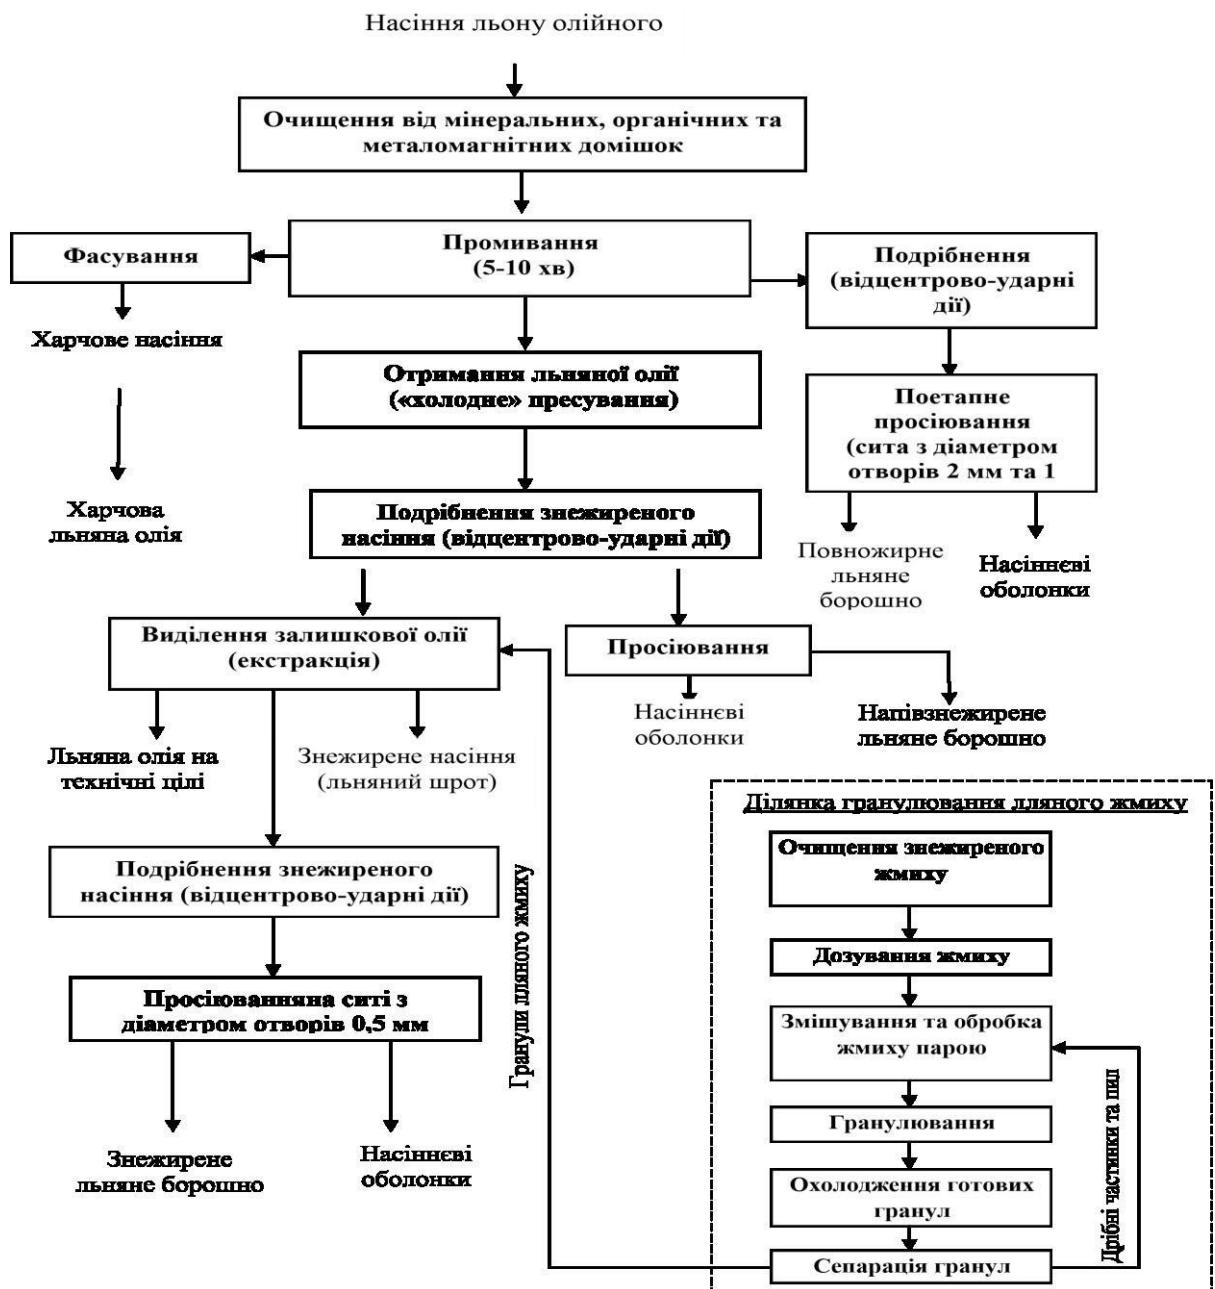 Насіння льону олійного
Очищення від мінеральних, органічних та
металомагнітних домішок
Промивання
(5-10 хв)
Фасування
Харчове насіння
Харчова
льняна олія
Подрібнення
(відцентрово-ударні
дії)
Поетапне
просіювання
(сита з діаметром
отворів 2 мм та 1
Повножирне
льняне
борошно
Насіннєві
оболонки
Отримання льняної олії
(«холодне» пресування)
Подрібнення знежиреного
насіння (відцентрово-ударні дії)
Виділення залишкової олії
(екстракція)
Просіювання
Насіннєві
оболонки
Напівзнежирене
льняне борошно
Льняна олія на
технічні цілі
Знежирене насіння
(льняний шрот)
Подрібнення знежиреного
насіння (відцентрово-ударні дії)
Просіюванняна ситі з
діаметром отворів 0,5 мм
Знежирене
льняне борошно
Насіннєві
оболонки
Гранули лляного жмиху
Ділянка гранулювання лляного жмиху
Очищення знежиреного
жмиху
Дозування жмиху
Змішування та обробка
жмиху парою
Гранулювання
Охолодження готових
гранул
Сепарація гранул
Дрібні частинки та пил